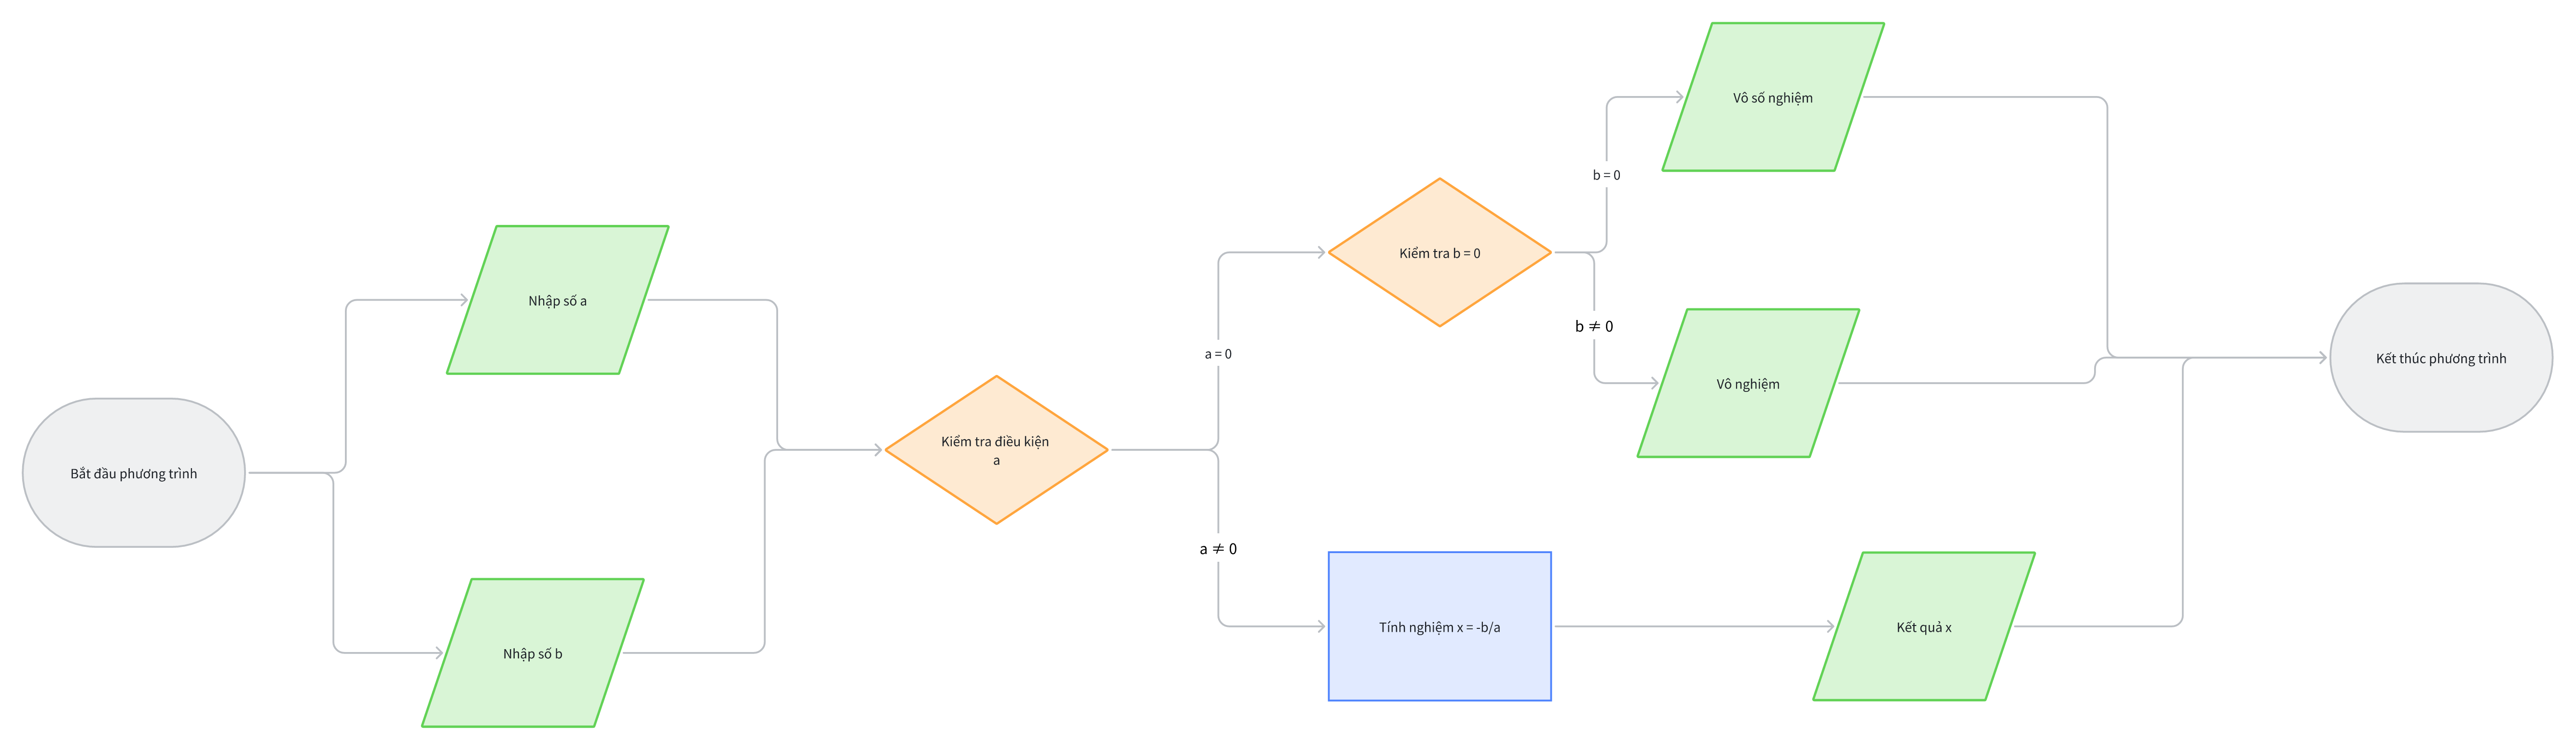 Bắt đầu phương trình
Nhập số a
Nhập số b
Kiểm tra điều kiện
a
a = 0
a ≠ 0
Kiểm tra b = 0
b = 0
b ≠ 0
Vô số nghiệm
Vô nghiệm
Tính nghiệm x = -b/a
Kết quả x
Kết thúc phương trình